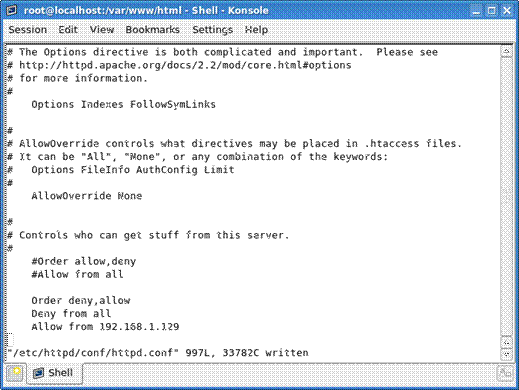 root@localhost:/var/www/html - Shell - Konsole
Session Edit View Bookmarks Settings Help
# The Options directive is both complicated and important.  Please see
# http://httpd.apache.org/docs/2.2/mod/core.html#options
# for more information.
#
    Options Indexes FollowSymLinks
#
# AllowOverride controls what directives may be placed in .htaccess files.
# It can be "All", "None", or any combination of the keywords:
#   Options FileInfo AuthConfig Limit
#
    AllowOverride None
#
# Controls who can get stuff from this server.
#
    #Order allow,deny
    #Allow from all
    Order deny,allow
    Deny from all
    Allow from 192.168.1.129
"/etc/httpd/conf/httpd.conf" 997L, 33782C written
Shell